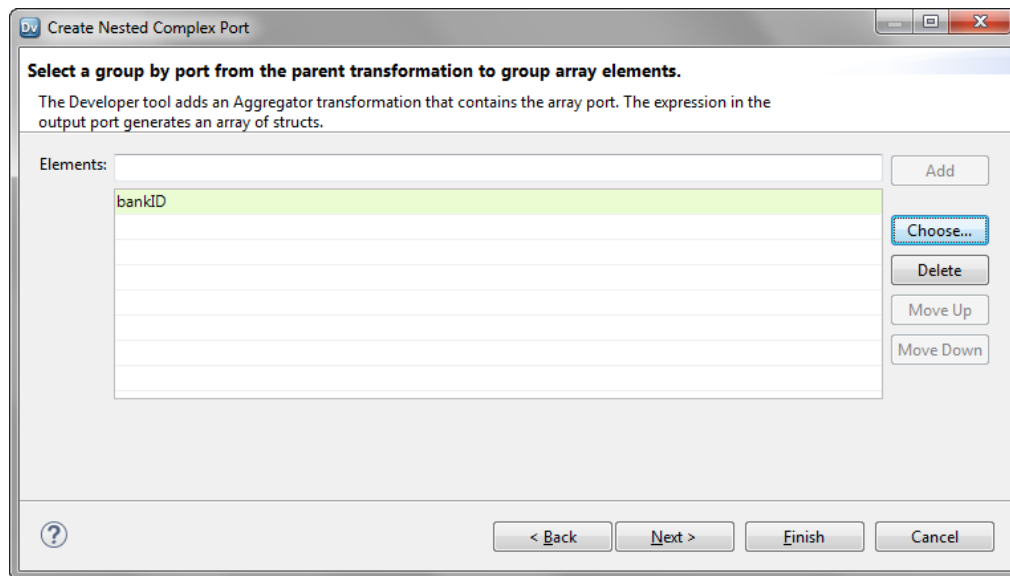 Dv Create Nested Complex Port
Select a group by port from the parent transformation to group array elements.
The Developer tool adds an Aggregator transformation that contains the array port. The expression in the
output port generates an array of structs.
Elements:
Add
bankID
Choose...
Delete
Move Up
Move Down
?
< Back
Next >
Finish
Cancel